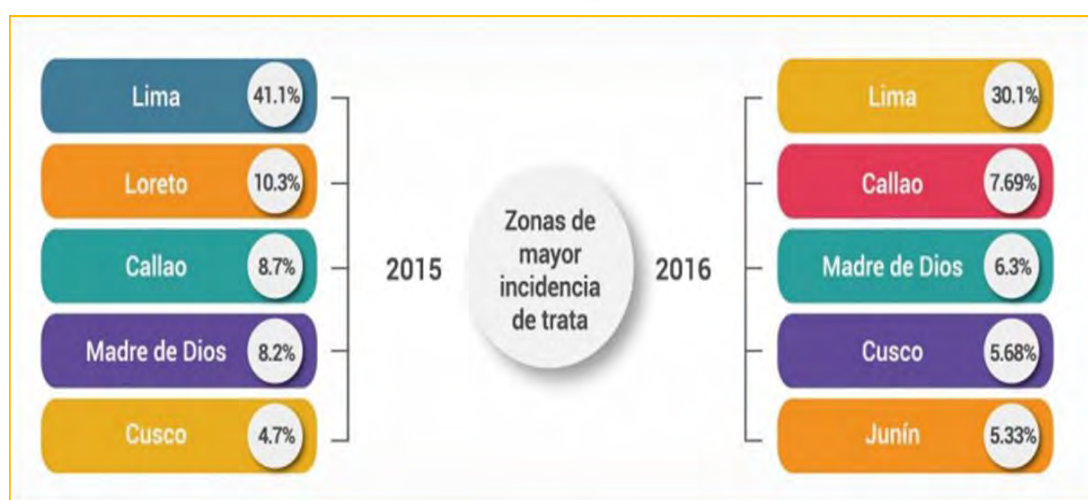 Lima 41.1%
Loreto 10.3%
Callao 8.7%
Madre de Dios 8.2%
Cusco 4.7%
2015
Zonas de
mayor
incidencia
de trata
2016
Lima 30.1%
Callao 7.69%
Madre de Dios 6.3%
Cusco 5.68%
Junín 5.33%